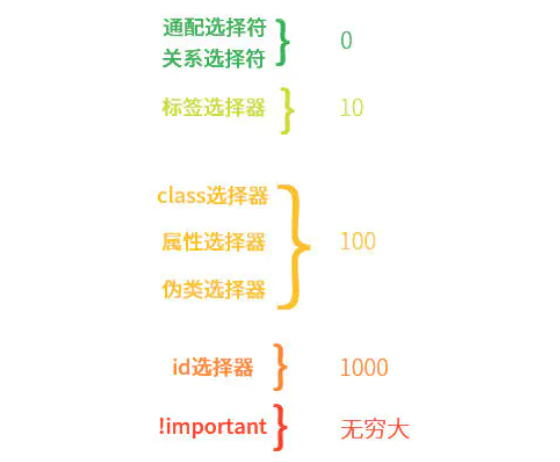 通配选择符
关系选择符
0
标签选择器
10
class选择器
属性选择器
100
伪类选择器
id选择器
1000
!important
无穷大